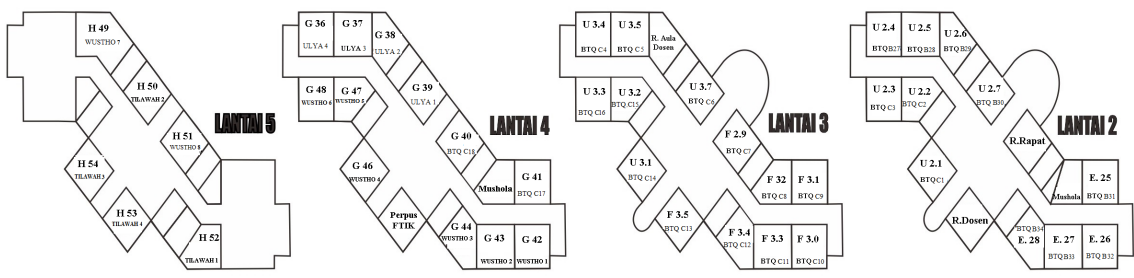 H 49
WUSTHO 7
H 50
TILAWAH 2
H 51
WUSTHO 8
H 54
TILAWAH 3
H 53
TILAWAH 4
H 52
TILAWAH 1
LANTAI 5
G 36
ULYA 4
G 37
ULYA 3
G 38
ULYA 2
G 48
WUSTHO 6
G 47
WUSTHO 5
G 39
ULYA 1
G 40
BTQ C18
G 46
WUSTHO 4
Mushola
G 41
BTQ C17
Perpus
FTIK
G 44
WUSTHO 3
G 43
WUSTHO 2
G 42
WUSTHO 1
LANTAI 4
U 3.4
BTQ C4
U 3.5
BTQ C5
R. Aula
Dosen
U 3.3
BTQ C16
U 3.2
BTQ C15
U 3.7
BTQ C6
F 2.9
BTQ C7
U 3.1
BTQ C14
F 32
BTQ C8
F 3.1
BTQ C9
F 3.5
BTQ C13
F 3.4
BTQ C12
F 3.3
BTQ C11
F 3.0
BTQ C10
LANTAI 3
U 2.4
BTQ B27
U 2.5
BTQ B28
U 2.6
BTQ B29
U 2.3
BTQ C3
U 2.2
BTQ C2
U 2.7
BTQ B30
R.Rapat
U 2.1
BTQ C1
Mushola
E. 25
BTQ B31
R.Dosen
BTQ B34
E. 28
E. 27
BTQ B33
E. 26
BTQ B32
LANTAI 2